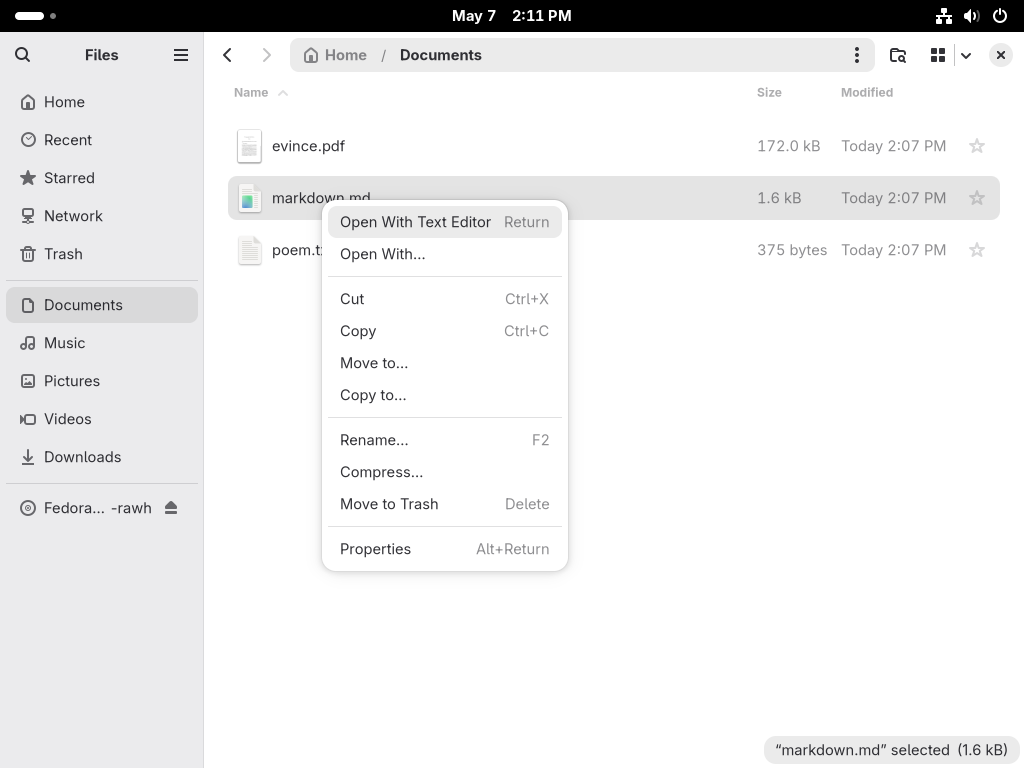 May 7 2:11 PM
Files
Home / Documents
Name Size Modified
Home
Recent
Starred
Network
Trash
Documents
Music
Pictures
Videos
Downloads
Fedora... -rawh
evince.pdf 172.0 kB Today 2:07 PM
markdown.md 1.6 kB Today 2:07 PM
poem.t 375 bytes Today 2:07 PM
Open With Text Editor Return
Open With...
Cut Ctrl+X
Copy Ctrl+C
Move to...
Copy to...
Rename... F2
Compress...
Move to Trash Delete
Properties Alt+Return
“markdown.md” selected (1.6 kB)